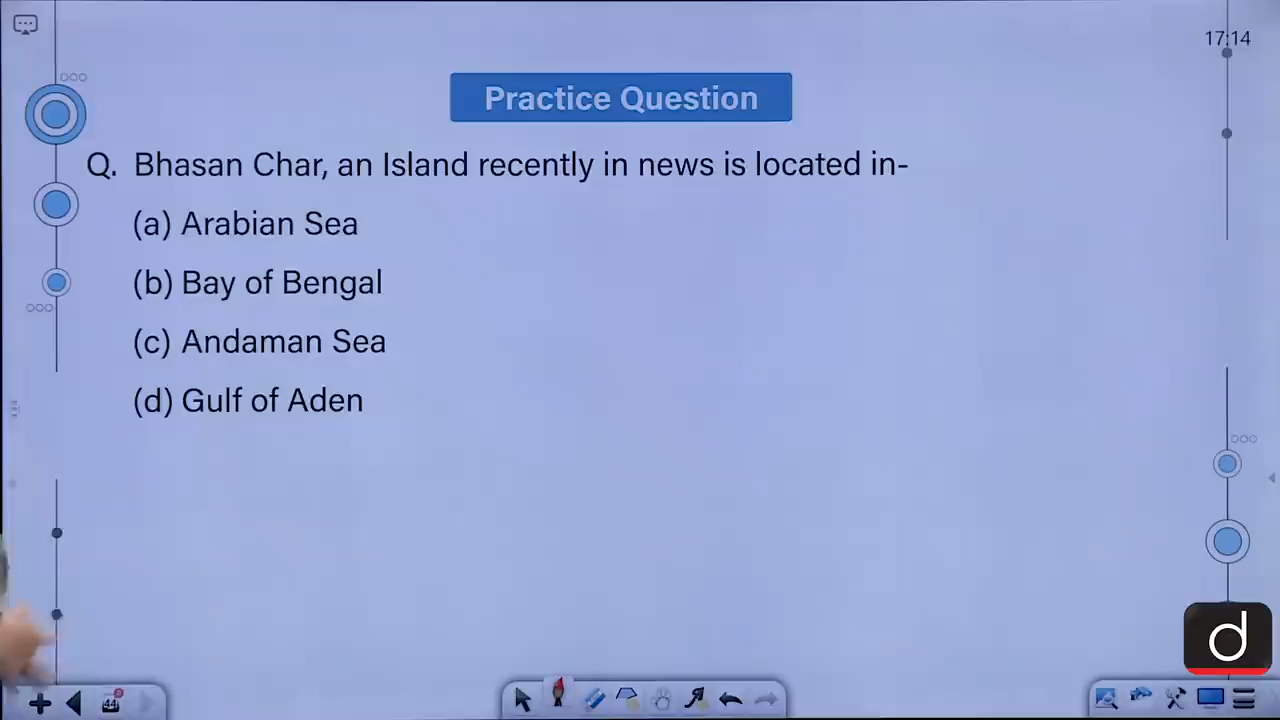 17:14
Practice Question
Q. Bhasan Char, an Island recently in news is located in-
(a) Arabian Sea
(b) Bay of Bengal
(c) Andaman Sea
(d) Gulf of Aden
d
44